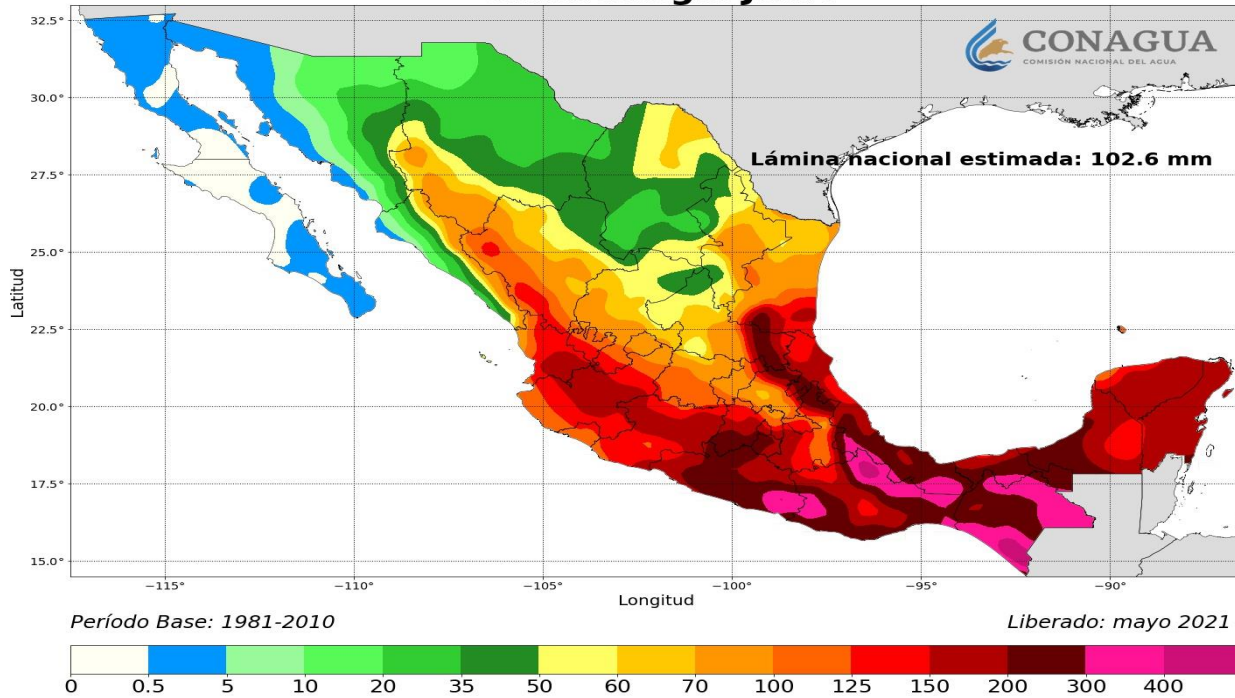 CONAGUA
COMISIÓN NACIONAL DEL AGUA
Lámina nacional estimada: 102.6 mm
32.5°
30.0°
27.5°
25.0°
22.5°
20.0°
17.5°
15.0°
Latitud
−115° −110° −105° −100° −95° −90°
Longitud
Período Base: 1981-2010 Liberado: mayo 2021
0 0.5 5 10 20 35 50 60 70 100 125 150 200 300 400